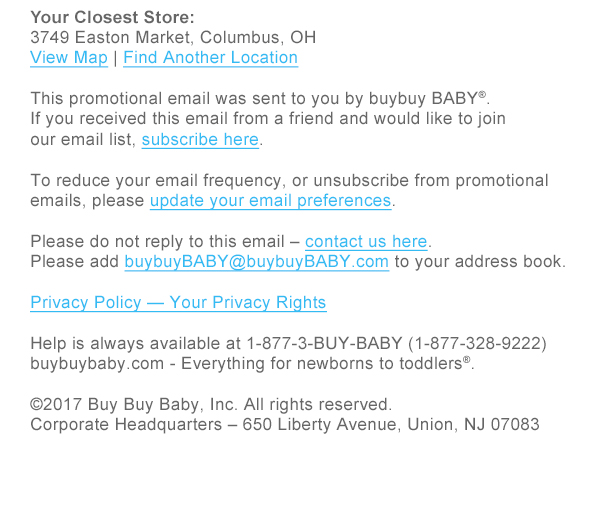 Your Closest Store:
3749 Easton Market, Columbus, OH
View Map | Find Another Location
This promotional email was sent to you by buybuy BABY®.
If you received this email from a friend and would like to join
our email list, subscribe here.
To reduce your email frequency, or unsubscribe from promotional
emails, please update your email preferences.
Please do not reply to this email – contact us here.
Please add buybuyBABY@buybuyBABY.com to your address book.
Privacy Policy — Your Privacy Rights
Help is always available at 1-877-3-BUY-BABY (1-877-328-9222)
buybuybaby.com - Everything for newborns to toddlers®.
©2017 Buy Buy Baby, Inc. All rights reserved.
Corporate Headquarters – 650 Liberty Avenue, Union, NJ 07083